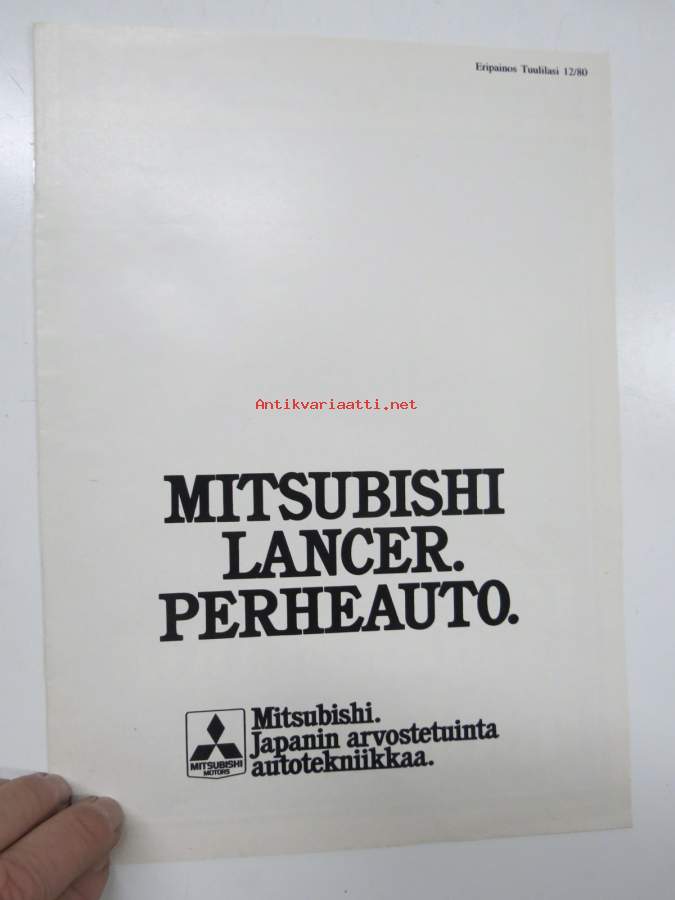 Eripainos Tuulilasi 12/80
Antikvariaatti.net
MITSUBISHI
LANCER.
PERHEAUTO.
MITSUBISHI
MOTORS
Mitsubishi.
Japanin arvostetuinta
autotekniikkaa.